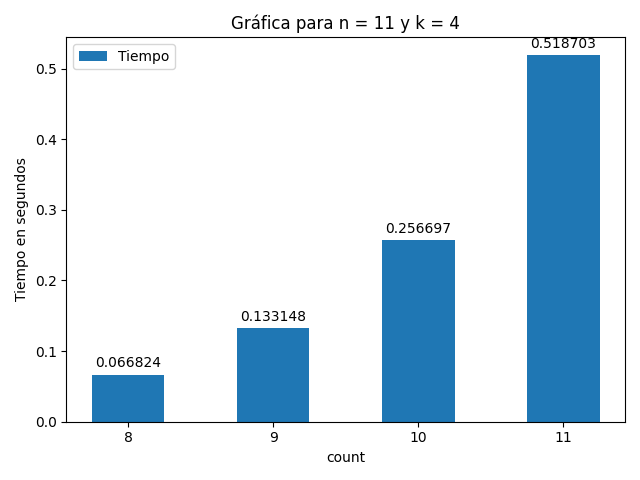 Gráfica para n = 11 y k = 4
Tiempo
0.518703
0.256697
0.133148
0.066824
0.5
0.4
0.3
0.2
0.1
0.0
Tiempo en segundos
8 9 10 11
count